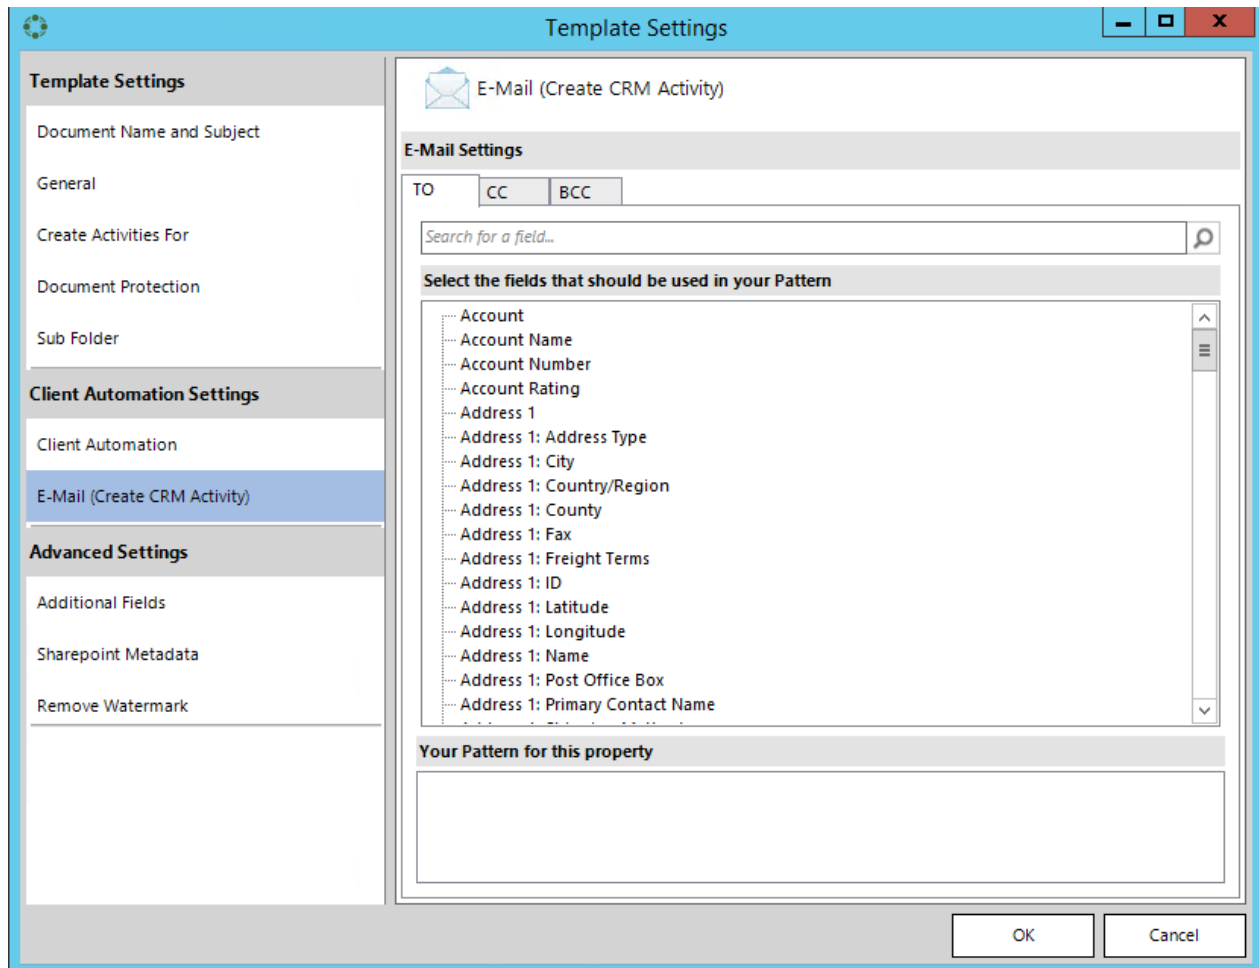 Template Settings
Template Settings
Document Name and Subject
General
Create Activities For
Document Protection
Sub Folder
Client Automation Settings
Client Automation
E-Mail (Create CRM Activity)
Advanced Settings
Additional Fields
Sharepoint Metadata
Remove Watermark
E-Mail (Create CRM Activity)
E-Mail Settings
TO CC BCC
Search for a field...
Select the fields that should be used in your Pattern
Account
Account Name
Account Number
Account Rating
Address 1
Address 1: Address Type
Address 1: City
Address 1: Country/Region
Address 1: County
Address 1: Fax
Address 1: Freight Terms
Address 1: ID
Address 1: Latitude
Address 1: Longitude
Address 1: Name
Address 1: Post Office Box
Address 1: Primary Contact Name
Your Pattern for this property
OK Cancel